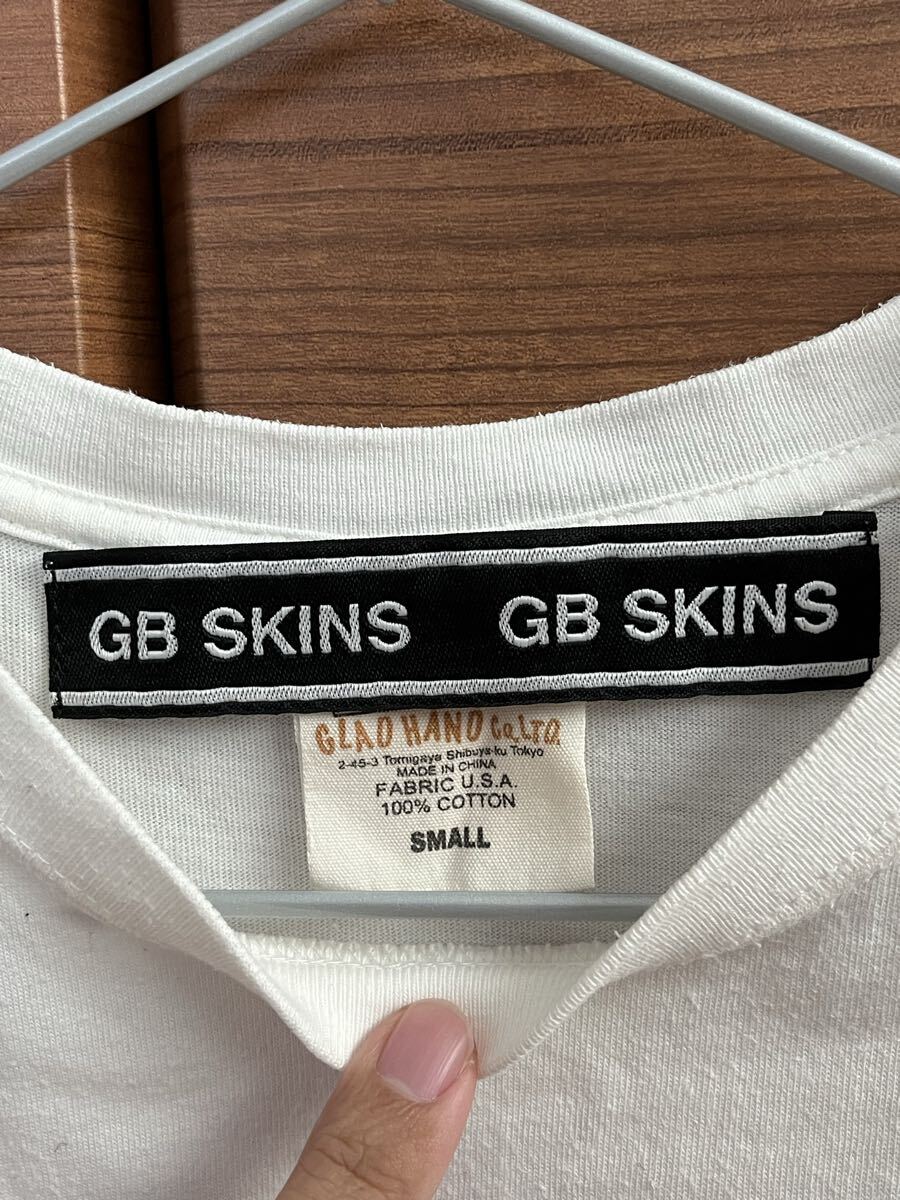 GB SKINS GB SKINS
GLAD HAND Co,LTD.
2-45-3 Tomigaya Shibuya-ku Tokyo
MADE IN CHINA
FABRIC U.S.A.
100% COTTON
SMALL